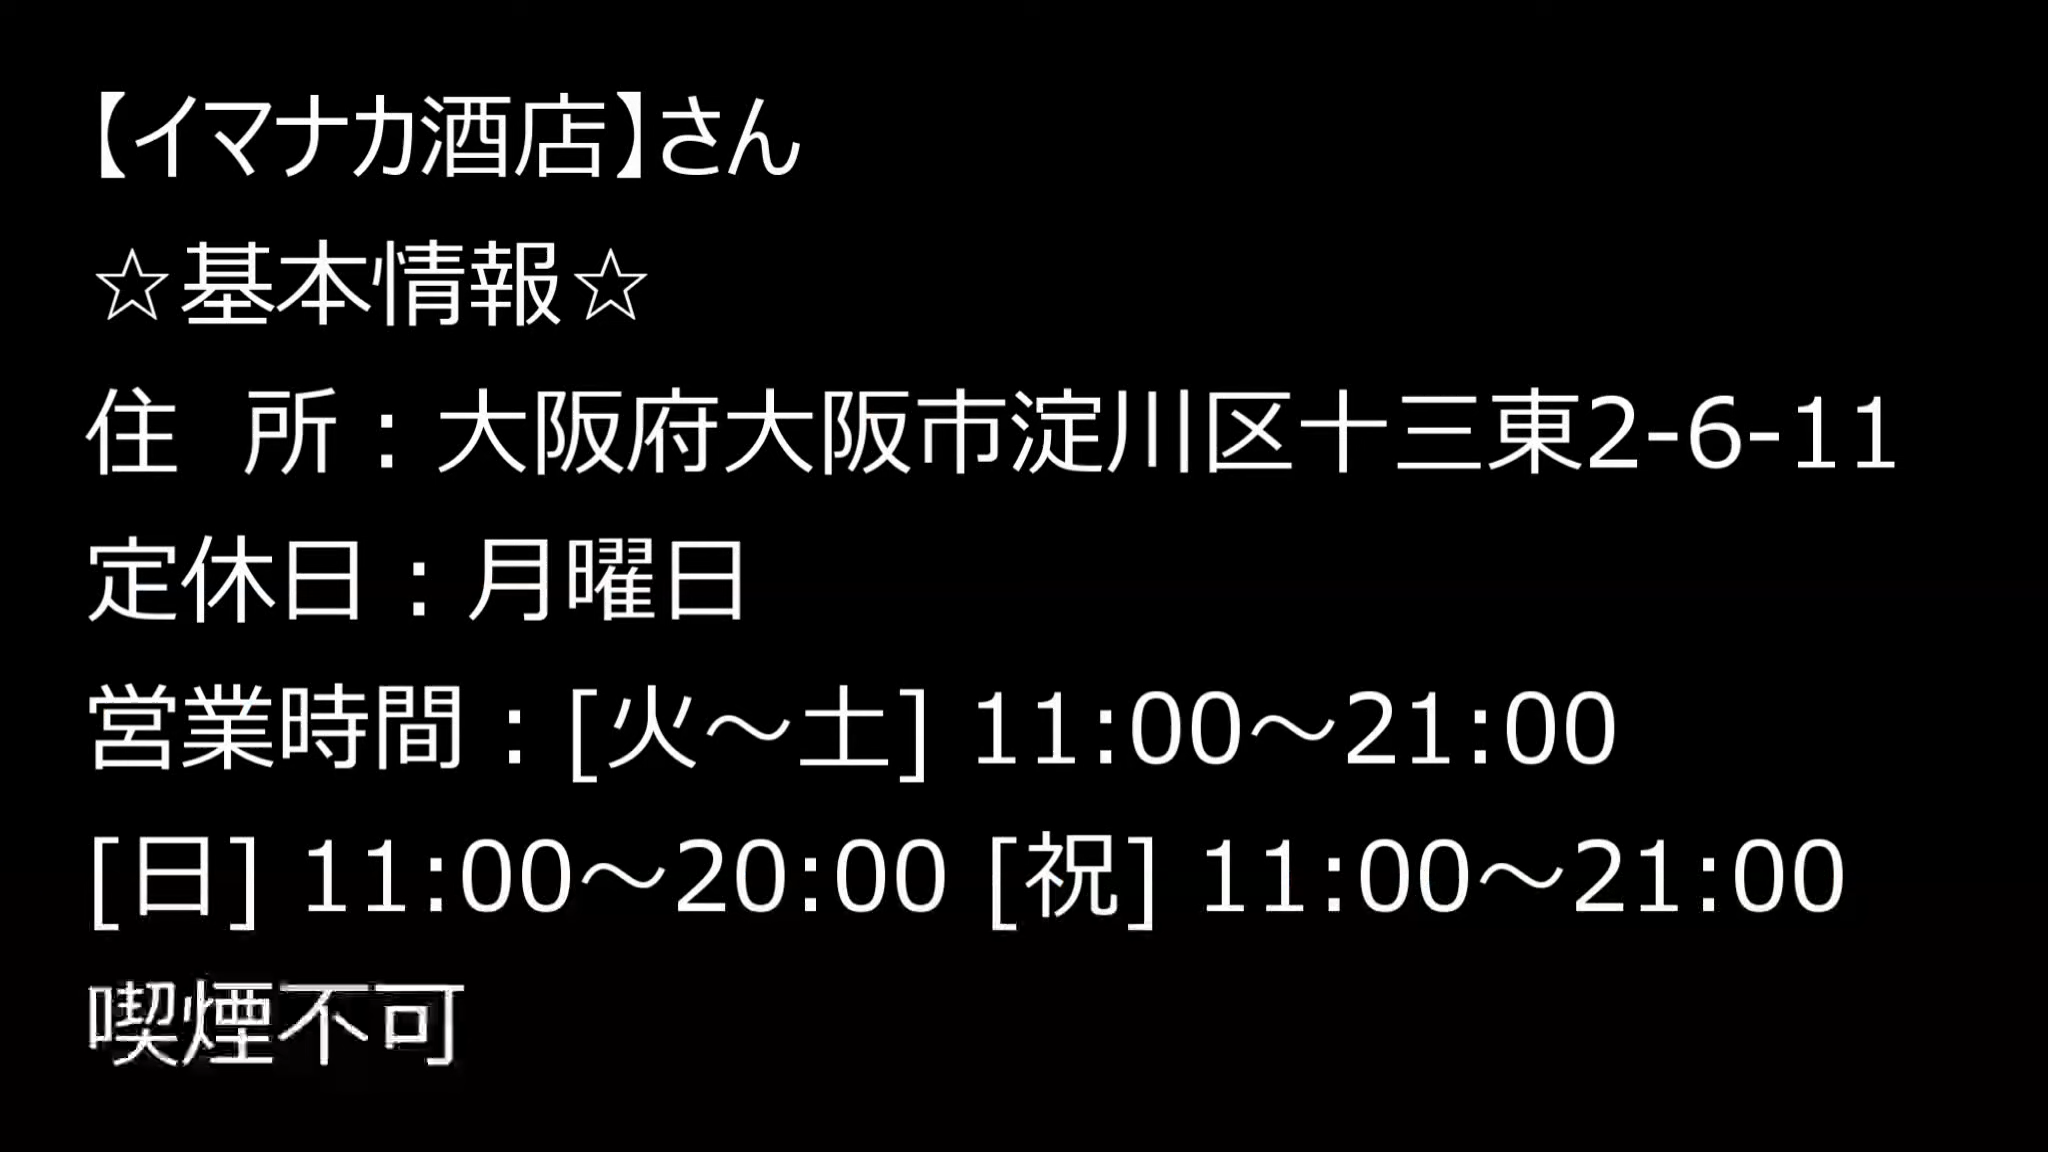 【イマナカ酒店】さん
☆基本情報☆
住　所：大阪府大阪市淀川区十三東2-6-11
定休日：月曜日
営業時間：[火～土] 11:00～21:00
[日] 11:00～20:00 [祝] 11:00～21:00
喫煙不可